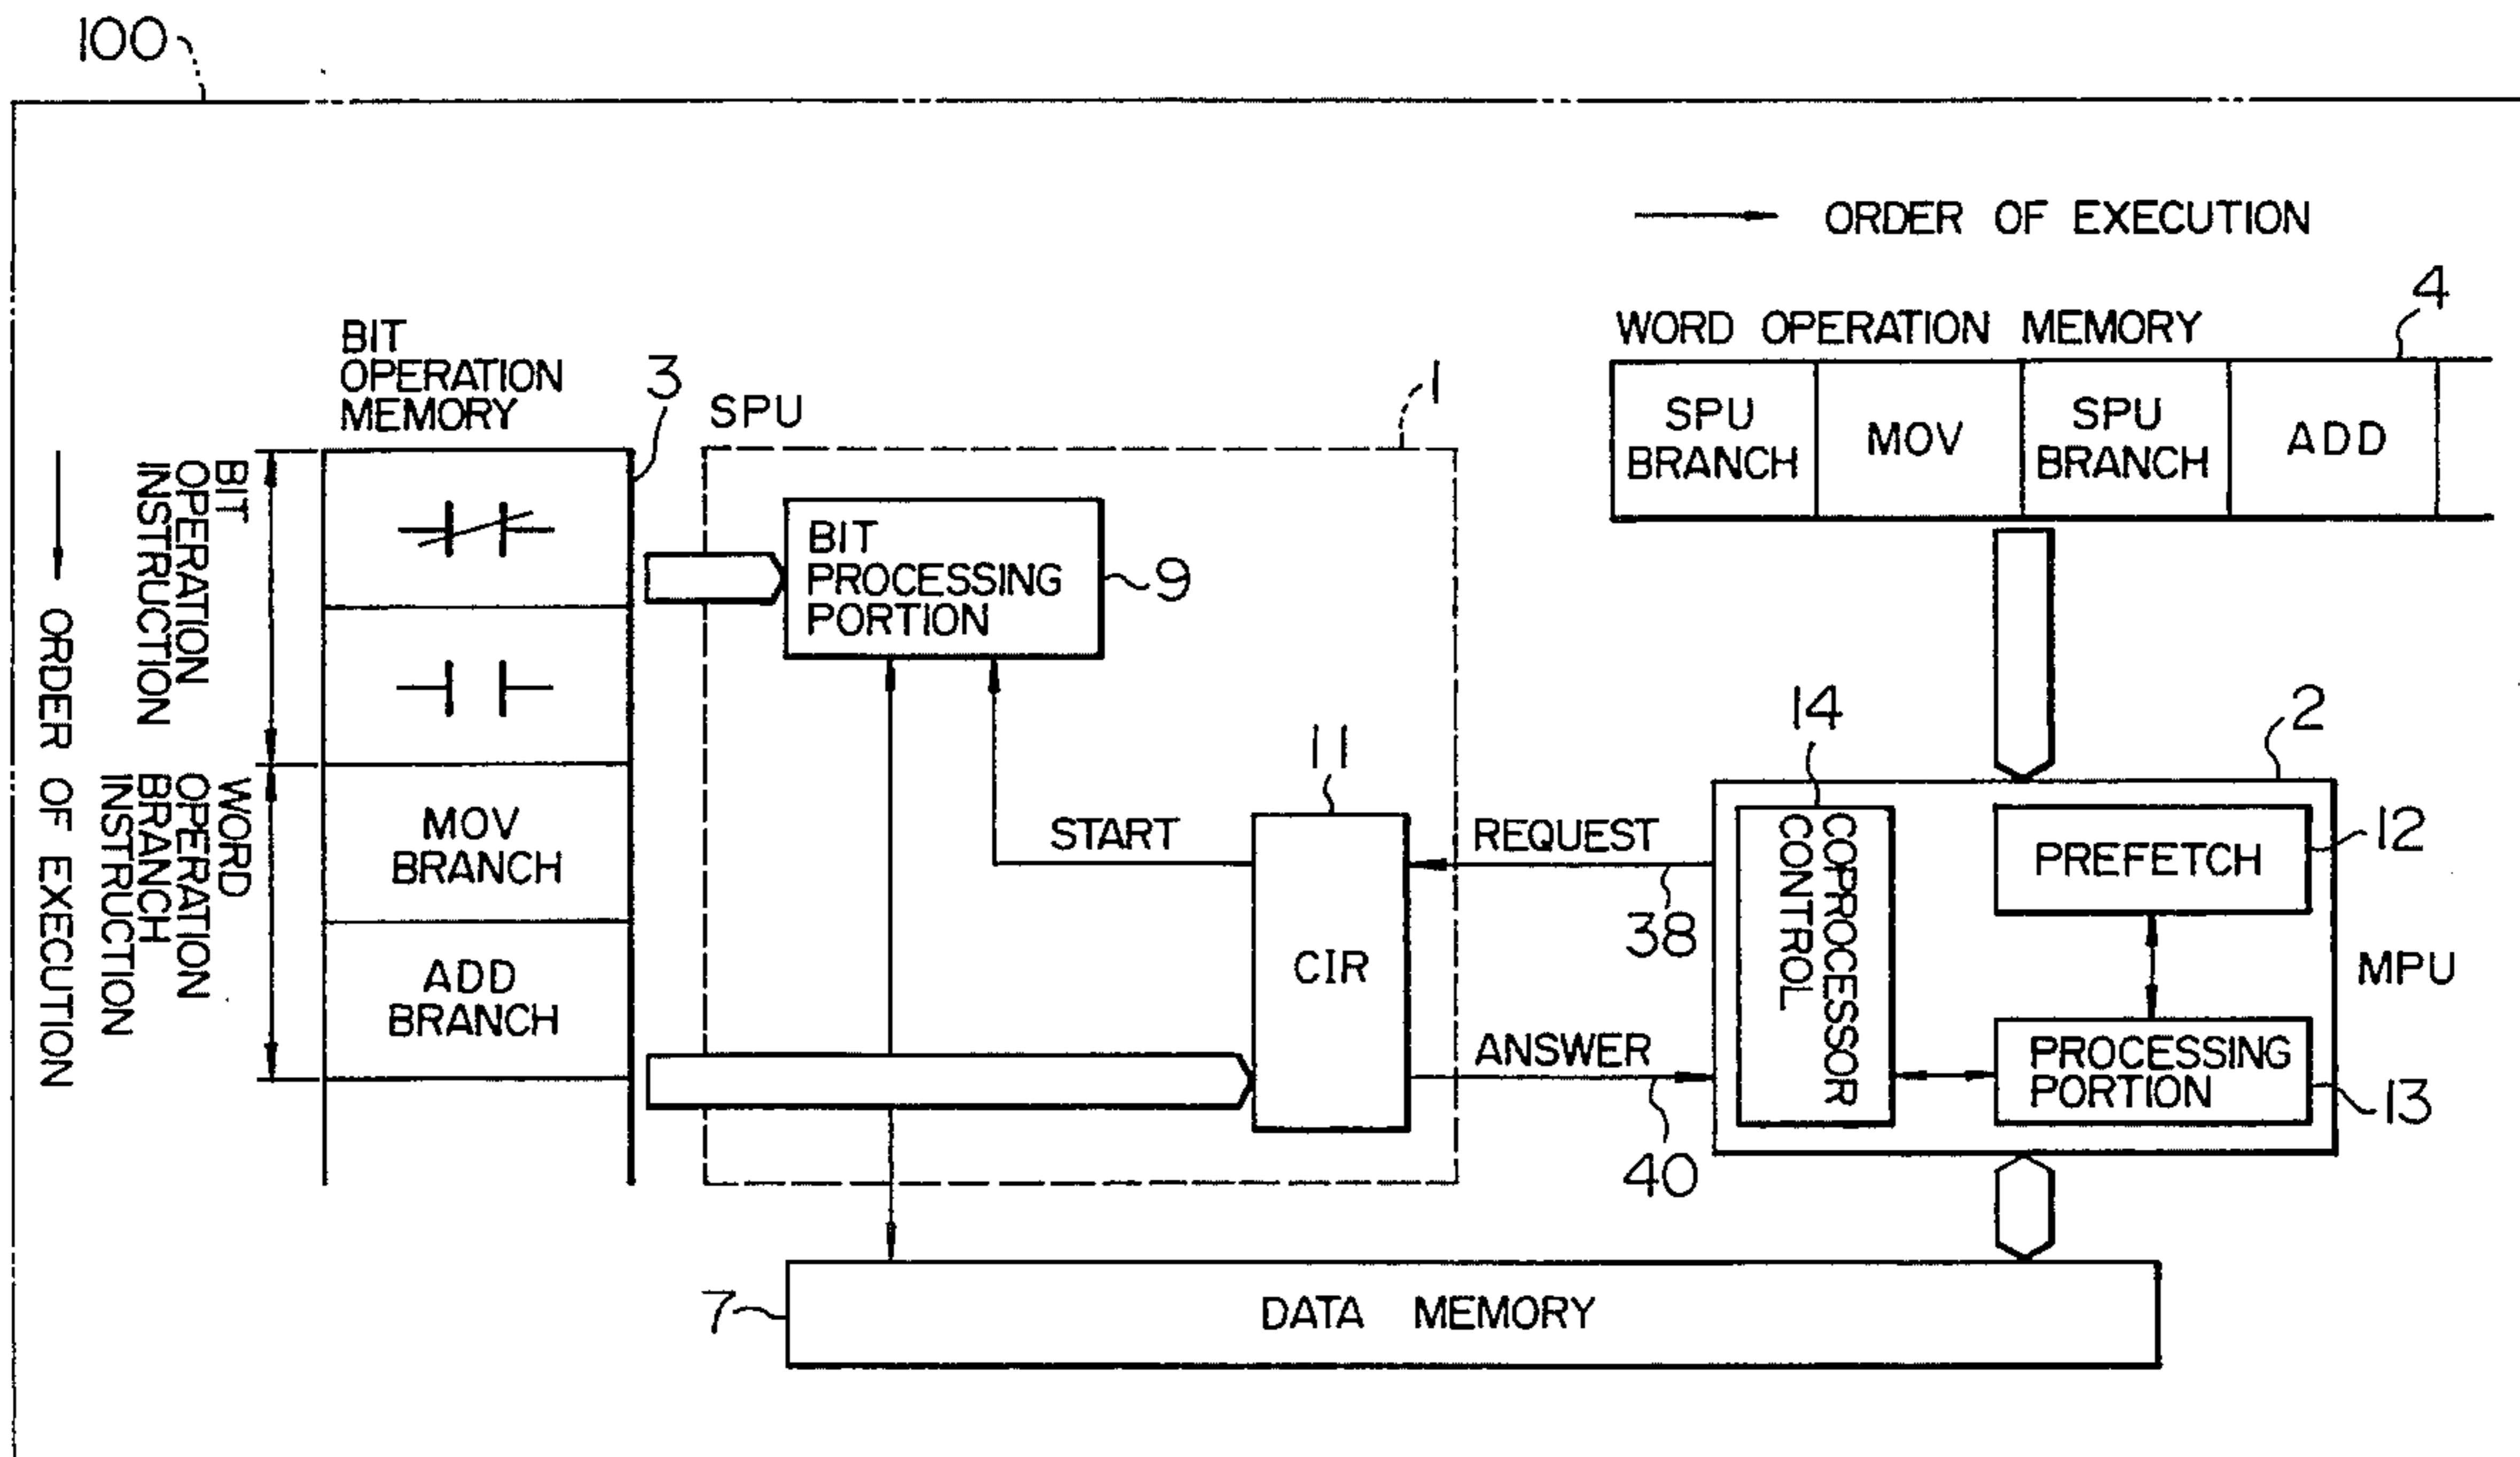 100
ORDER OF EXECUTION
4
WORD OPERATION MEMORY
SPU
BRANCH
MOV
SPU
BRANCH
ADD
BIT
OPERATION
MEMORY
3
SPU
1
BIT
OPERATION
INSTRUCTION
WORD
OPERATION
BRANCH
INSTRUCTION
ORDER OF EXECUTION
MOV
BRANCH
ADD
BRANCH
BIT
PROCESSING
PORTION
9
START
11
CIR
REQUEST
38
ANSWER
40
14
COPROCESSOR
CONTROL
2
PREFETCH
12
MPU
PROCESSING
PORTION
13
7
DATA MEMORY